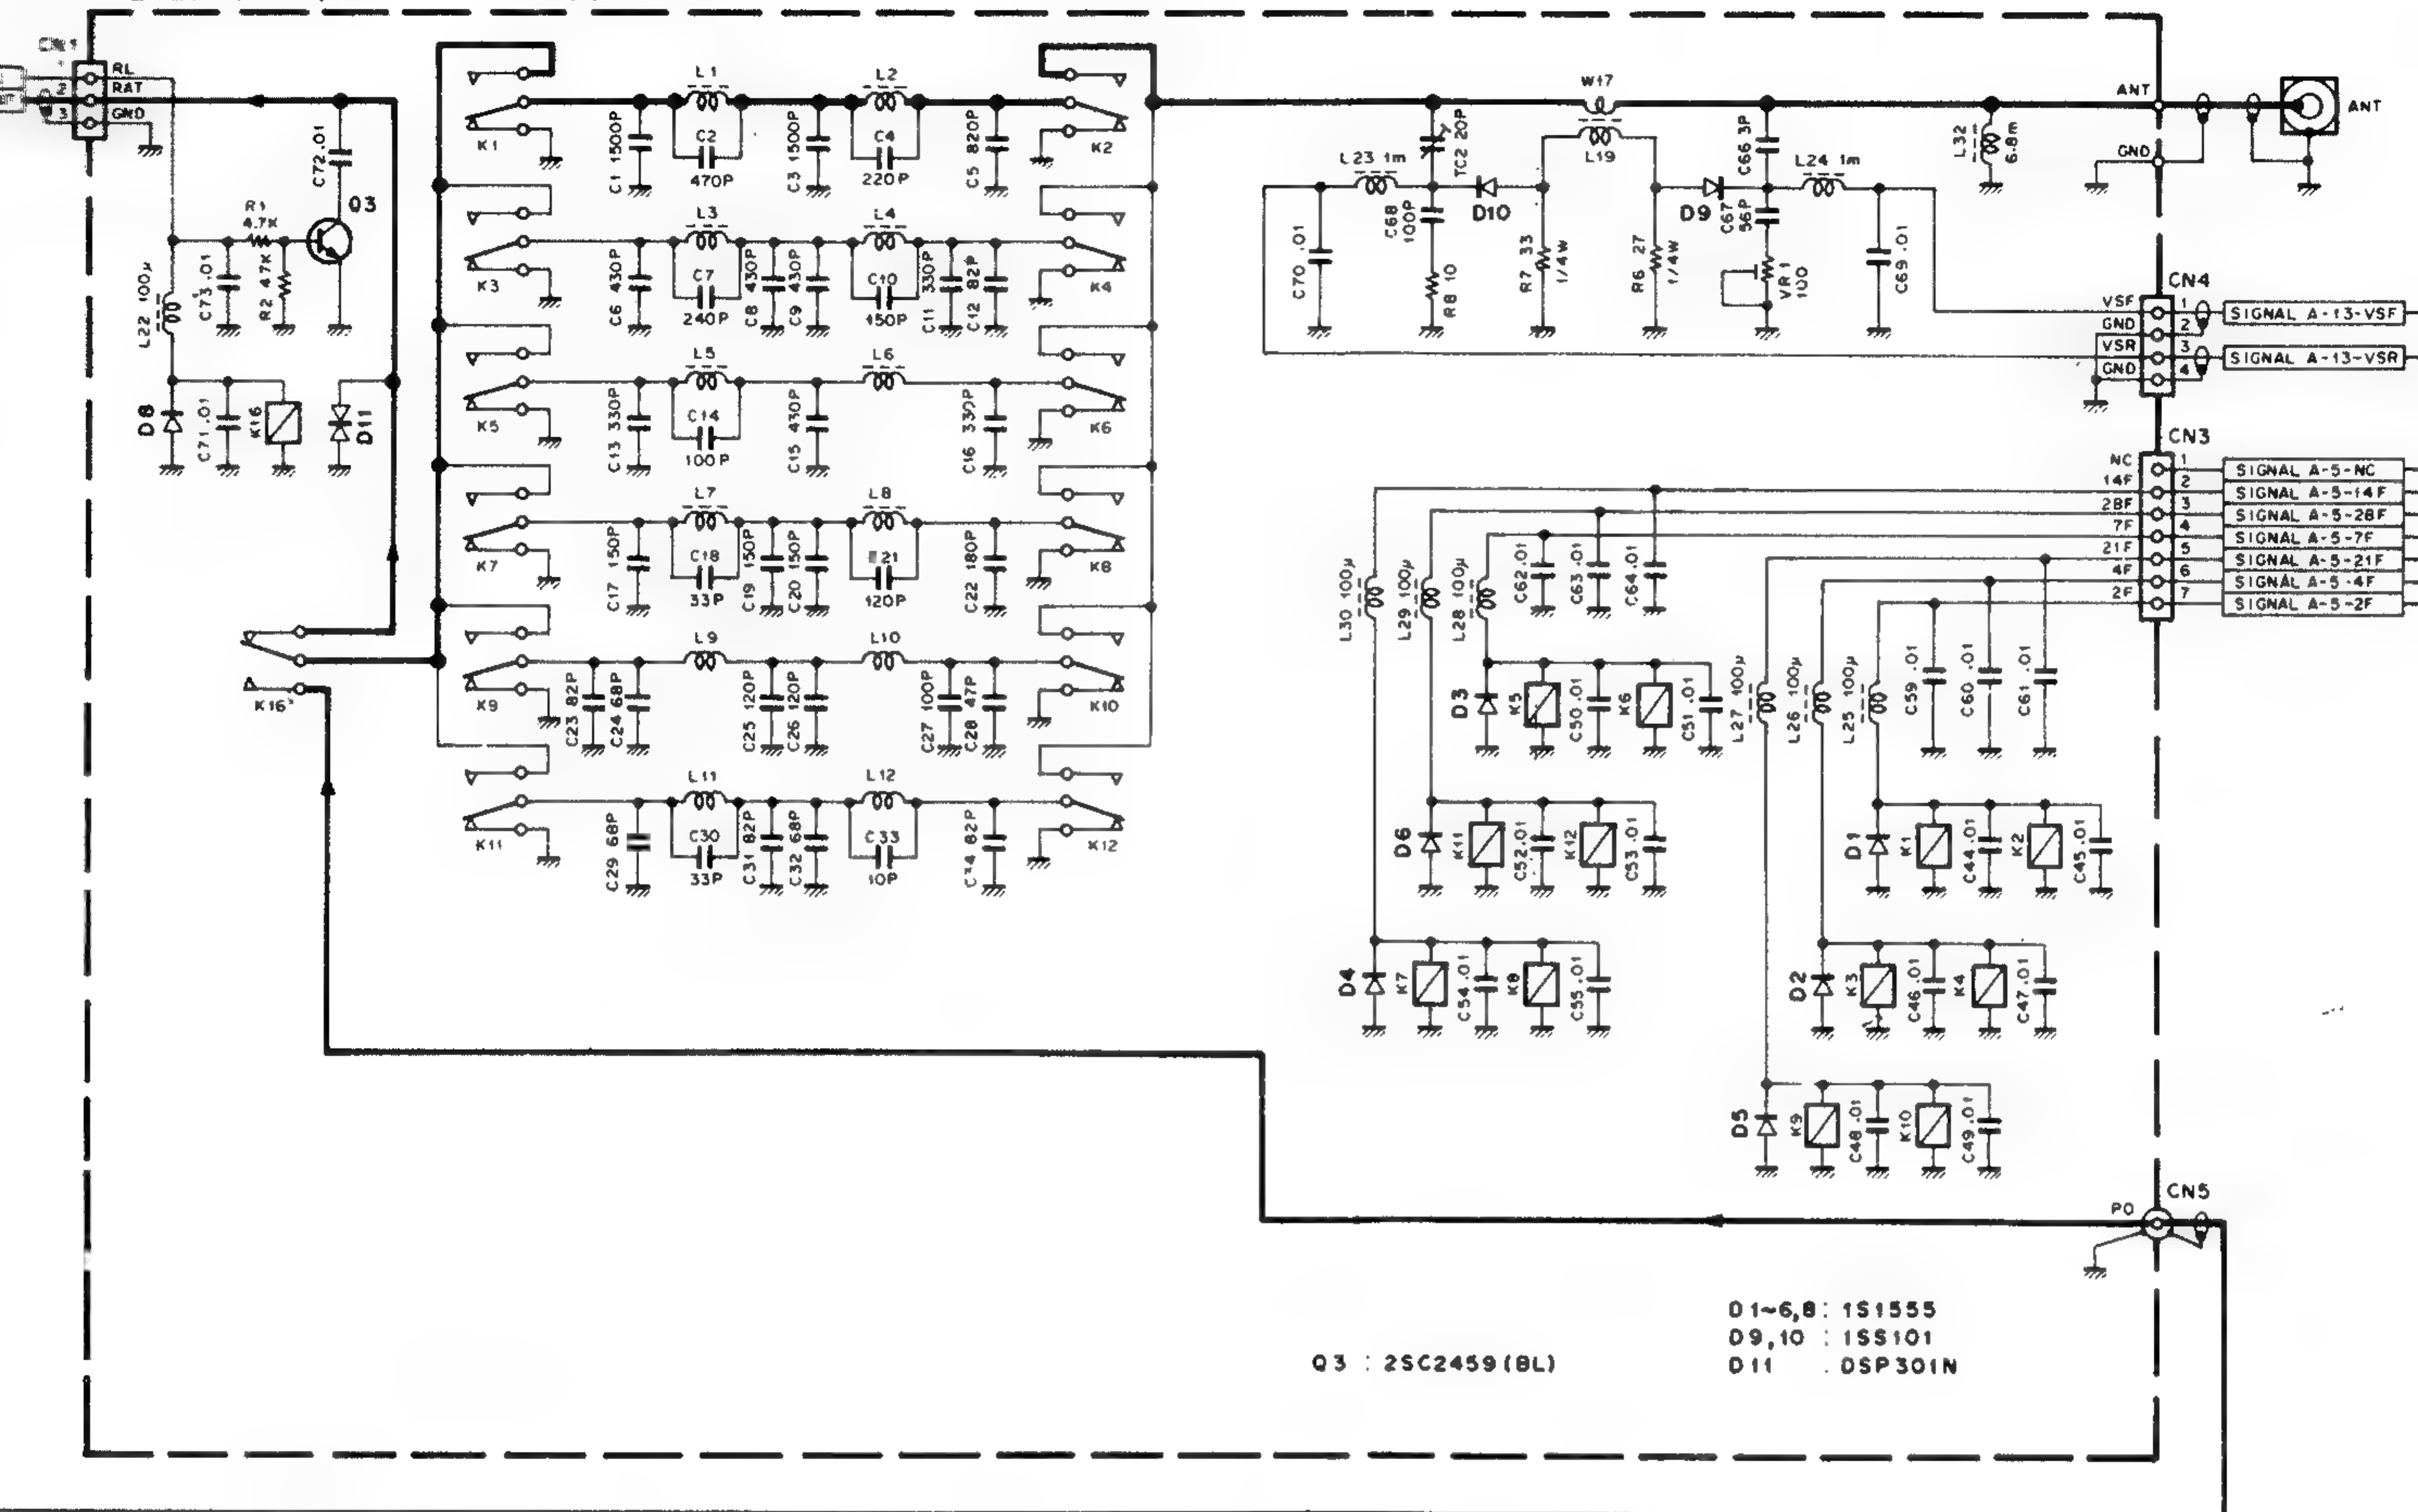 RL
2 RAT
3 GND
C72 .01
Q3
R1
4.7K
L22 100μ
C73 .01
R2 47K
D8
C71 .01
K16
D11
K16
K1
C1 1500P
L1
C2
470P
C3 1500P
L2
C4
220P
C5 820P
K2
K3
C6 430P
L3
C7
240P
C8 430P
C9 430P
L4
C10
150P
C11 330P
C12 82P
K4
K5
C13 330P
L5
C14
100P
C15 430P
L6
C16 330P
K6
K7
C17 150P
L7
C18
33P
C19 150P
C20 150P
L8
120P
C22 180P
K8
K9
C23 82P
C24 68P
L9
C25 120P
C26 120P
L10
C27 100P
C28 47P
K10
K11
C29 68P
L11
C30
33P
C31 82P
C32 68P
L12
C33
10P
82P
K12
W17
L19
TC2 20P
L23 1m
C70 .01
C68
100P
R8 10
D10
R7 33
1/4W
R6 27
1/4W
D9
C66 3P
C67
56P
VR1
100
L24 1m
C69 .01
L32
6.8m
ANT
GND
ANT
CN4
VSF 1 SIGNAL A-13-VSF
GND 2
VSR 3 SIGNAL A-13-VSR
GND 4
CN3
NC 1 SIGNAL A-5-NC
14F 2 SIGNAL A-5-14F
28F 3 SIGNAL A-5-28F
7F 4 SIGNAL A-5-7F
21F 5 SIGNAL A-5-21F
4F 6 SIGNAL A-5-4F
2F 7 SIGNAL A-5-2F
L30 100μ
L29 100μ
L28 100μ
C62 .01
C63 .01
C64 .01
D3
K5
C50 .01
K6
C51 .01
L27 100μ
L26 100μ
L25 100μ
C59 .01
C60 .01
C61 .01
D6
K11
C52 .01
K12
C53 .01
D1
K1
C44 .01
K2
C45 .01
D4
K7
C54 .01
K8
C55 .01
D2
K3
C46 .01
K4
C47 .01
D5
K9
C48 .01
K10
C49 .01
CN5
PO
D1~6,8 : 1S1555
D9,10 : 1SS101
Q3 : 2SC2459(BL)
D11 : DSP301N